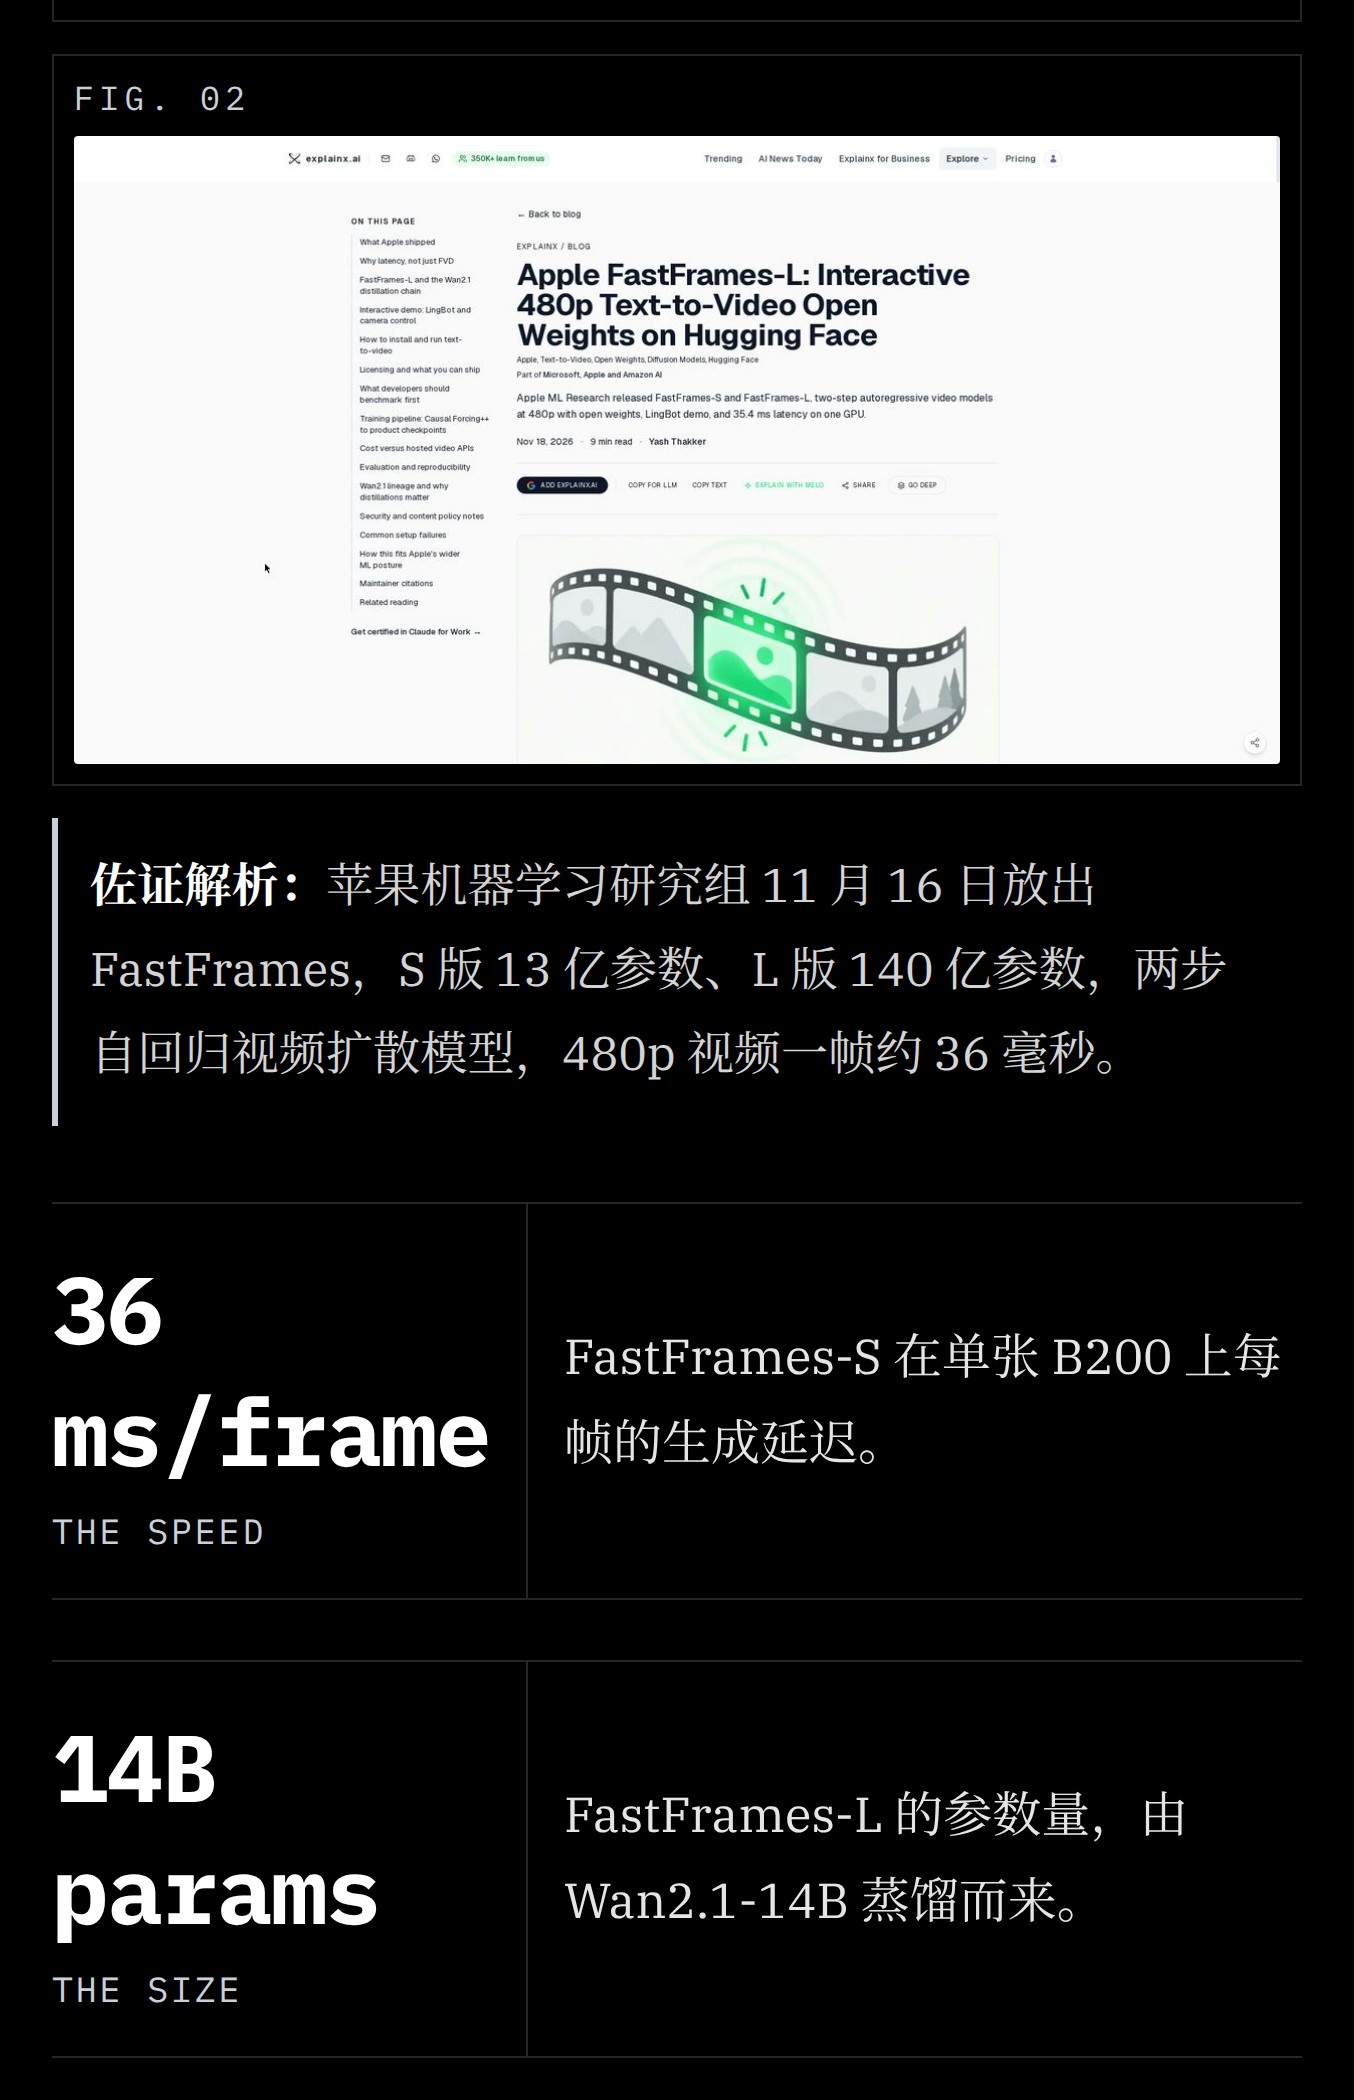 FIG. 02
explainx.ai
350K+ learn from us
Trending
AI News Today
Explainx for Business
Explore
Pricing
ON THIS PAGE
What Apple shipped
Why latency, not just FVD
FastFrames-L and the Wan2.1
distillation chain
Interactive demo: LingBot and
camera control
How to install and run text-
to-video
Licensing and what you can ship
What developers should
benchmark first
Training pipeline: Causal Forcing++
to product checkpoints
Cost versus hosted video APIs
Evaluation and reproducibility
Wan2.1 lineage and why
distillations matter
Security and content policy notes
Common setup failures
How this fits Apple's wider
ML posture
Maintainer citations
Related reading
Get certified in Claude for Work →
← Back to blog
EXPLAINX / BLOG
Apple FastFrames-L: Interactive
480p Text-to-Video Open
Weights on Hugging Face
Apple, Text-to-Video, Open Weights, Diffusion Models, Hugging Face
Part of Microsoft, Apple and Amazon AI
Apple ML Research released FastFrames-S and FastFrames-L, two-step autoregressive video models
at 480p with open weights, LingBot demo, and 35.4 ms latency on one GPU.
Nov 18, 2026 · 9 min read · Yash Thakker
ADD EXPLAINX.AI
COPY FOR LLM
COPY TEXT
EXPLAIN WITH MELO
SHARE
GO DEEP
佐证解析：苹果机器学习研究组 11 月 16 日放出
FastFrames，S 版 13 亿参数、L 版 140 亿参数，两步
自回归视频扩散模型，480p 视频一帧约 36 毫秒。
36
ms/frame
THE SPEED
FastFrames-S 在单张 B200 上每
帧的生成延迟。
14B
params
THE SIZE
FastFrames-L 的参数量，由
Wan2.1-14B 蒸馏而来。